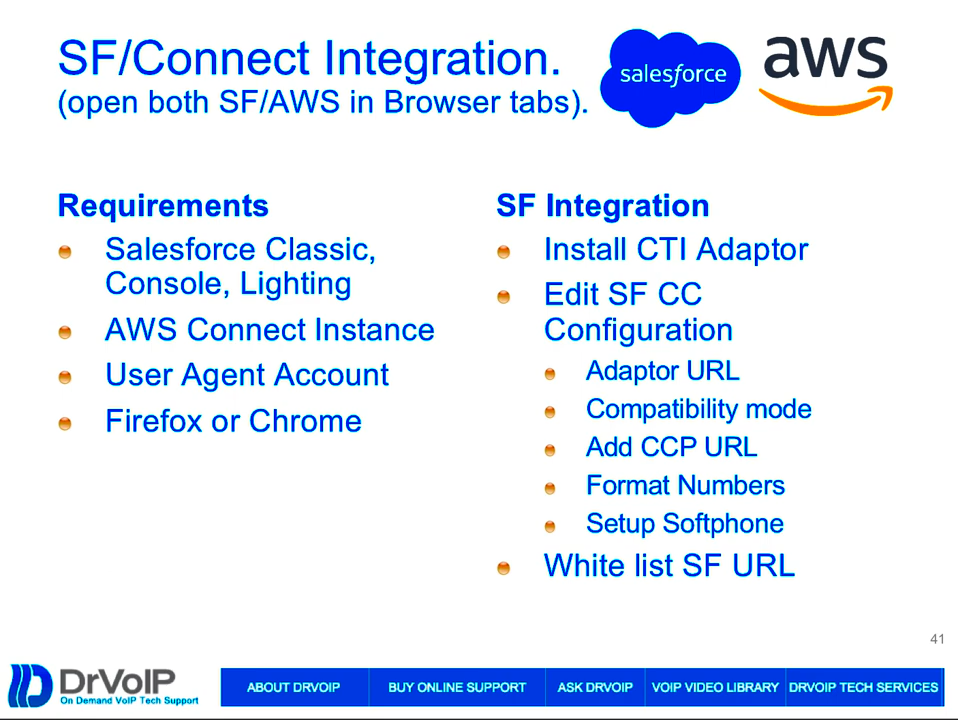 SF/Connect Integration.
(open both SF/AWS in Browser tabs).
salesforce
aws
Requirements
Salesforce Classic,
Console, Lighting
AWS Connect Instance
User Agent Account
Firefox or Chrome
SF Integration
Install CTI Adaptor
Edit SF CC
Configuration
Adaptor URL
Compatibility mode
Add CCP URL
Format Numbers
Setup Softphone
White list SF URL
41
DrVoIP
On Demand VoIP Tech Support
ABOUT DRVOIP
BUY ONLINE SUPPORT
ASK DRVOIP
VOIP VIDEO LIBRARY
DRVOIP TECH SERVICES